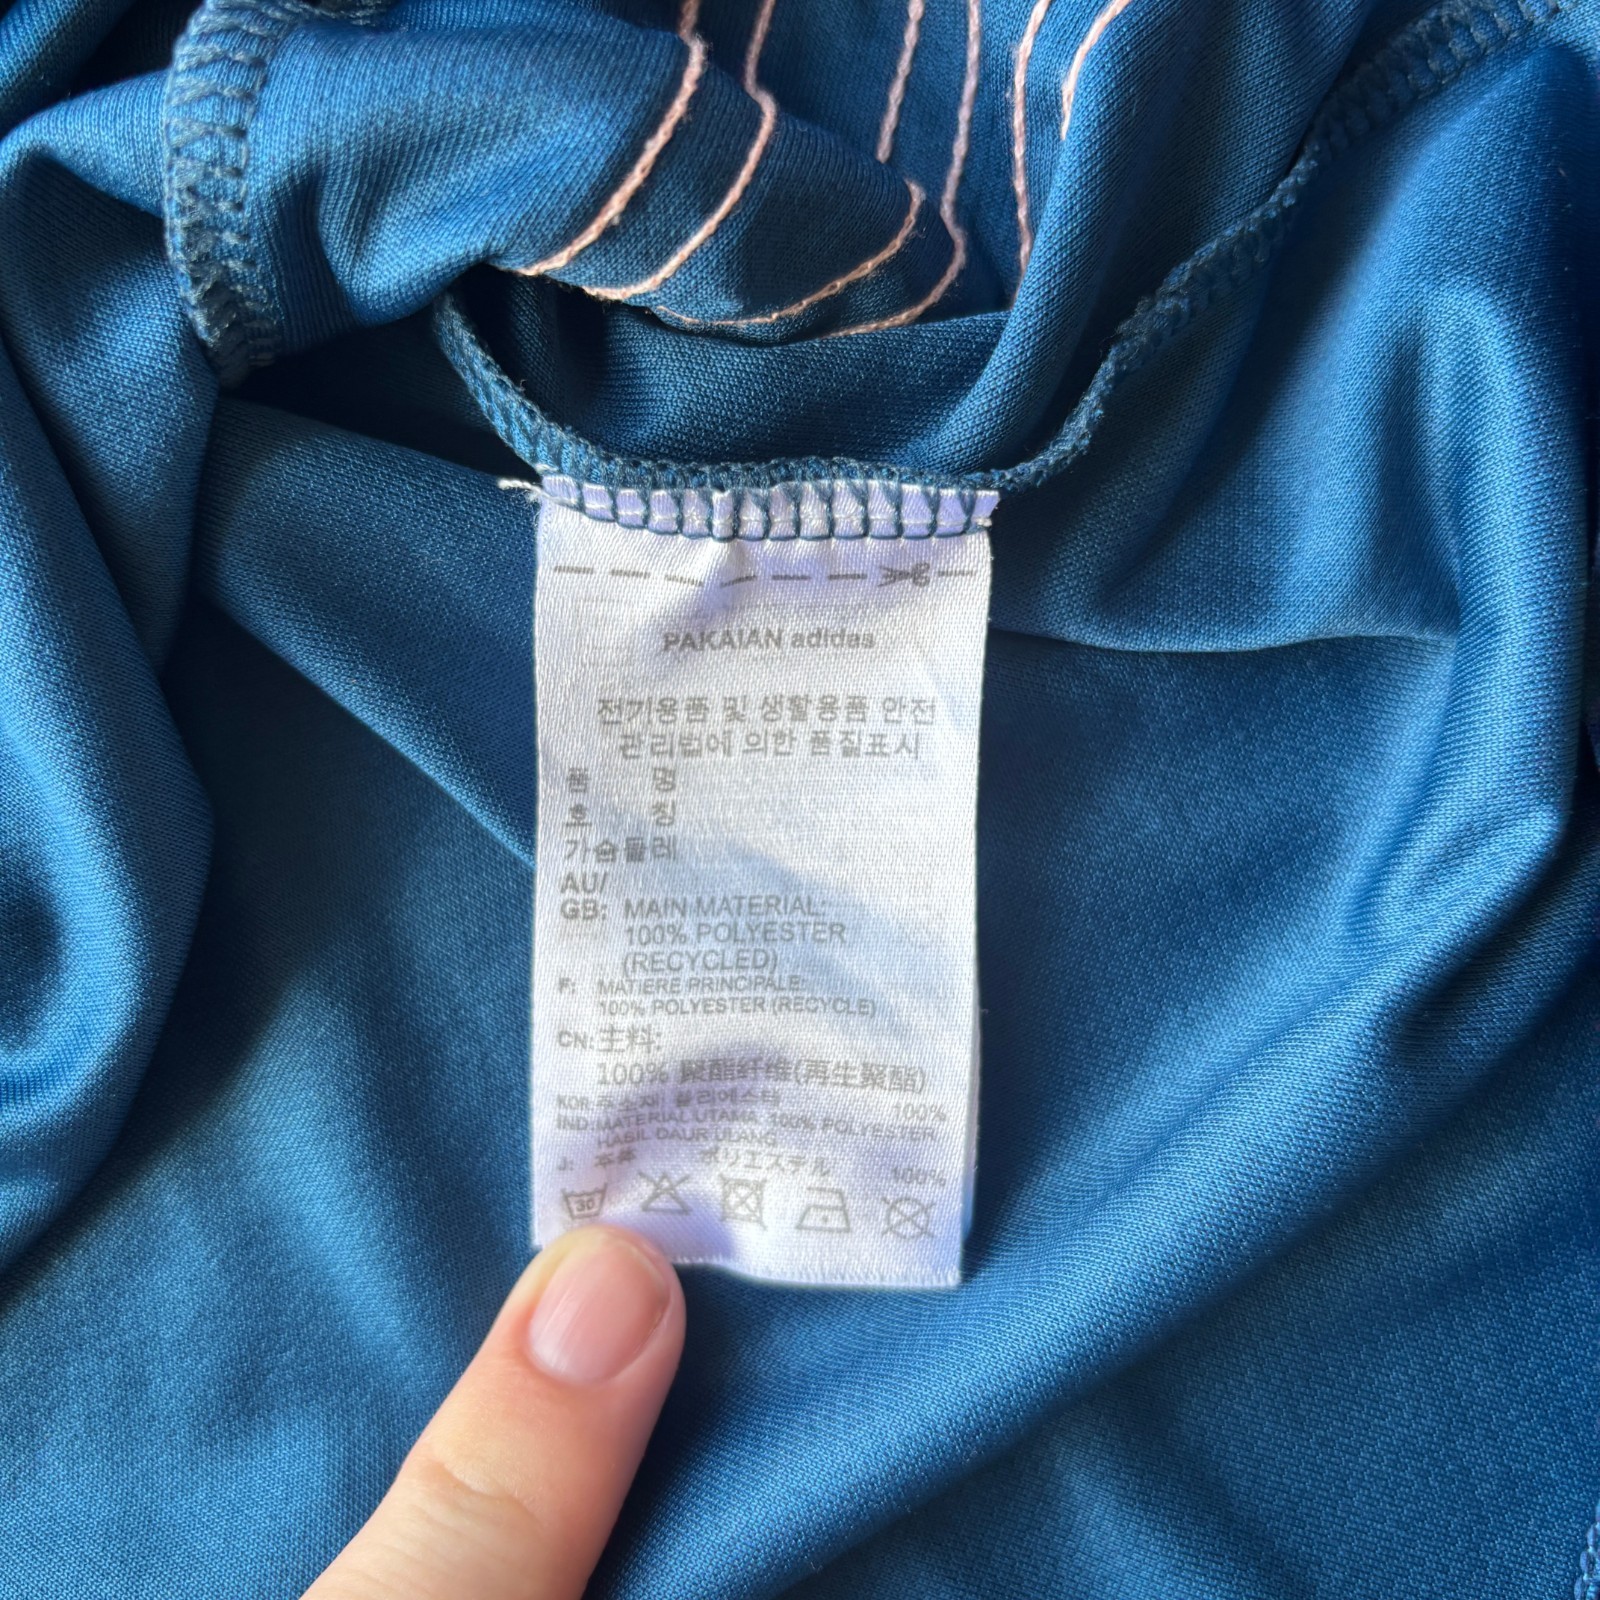 PAKAIAN adidas
전기용품 및 생활용품 안전
관리법에 의한 품질표시
품 명
호 칭
가슴둘레
AU/
GB: MAIN MATERIAL:
100% POLYESTER
(RECYCLED)
F: MATIERE PRINCIPALE:
100% POLYESTER (RECYCLE)
CN: 主料:
100% 聚酯纤维(再生聚酯)
KOR: 주소재 폴리에스터 100%
IND: MATERIAL UTAMA 100% POLYESTER
HASIL DAUR ULANG
J: 本体 ポリエステル 100%
30